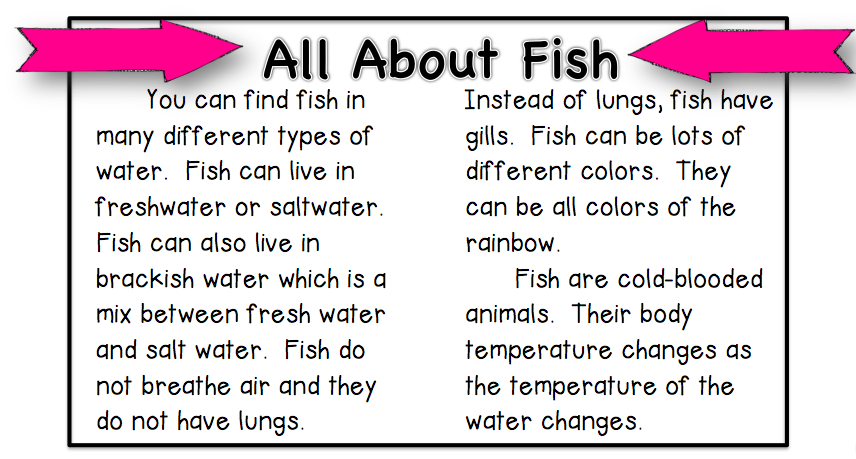 All About Fish
You can find fish in
many different types of
water. Fish can live in
freshwater or saltwater.
Fish can also live in
brackish water which is a
mix between fresh water
and salt water. Fish do
not breathe air and they
do not have lungs.
Instead of lungs, fish have
gills. Fish can be lots of
different colors. They
can be all colors of the
rainbow.
Fish are cold-blooded
animals. Their body
temperature changes as
the temperature of the
water changes.